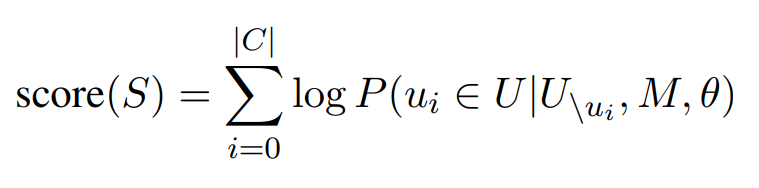 score(S) = \sum_{i=0}^{|C|} \log P(u_i \in U | U_{\setminus u_i}, M, \theta)